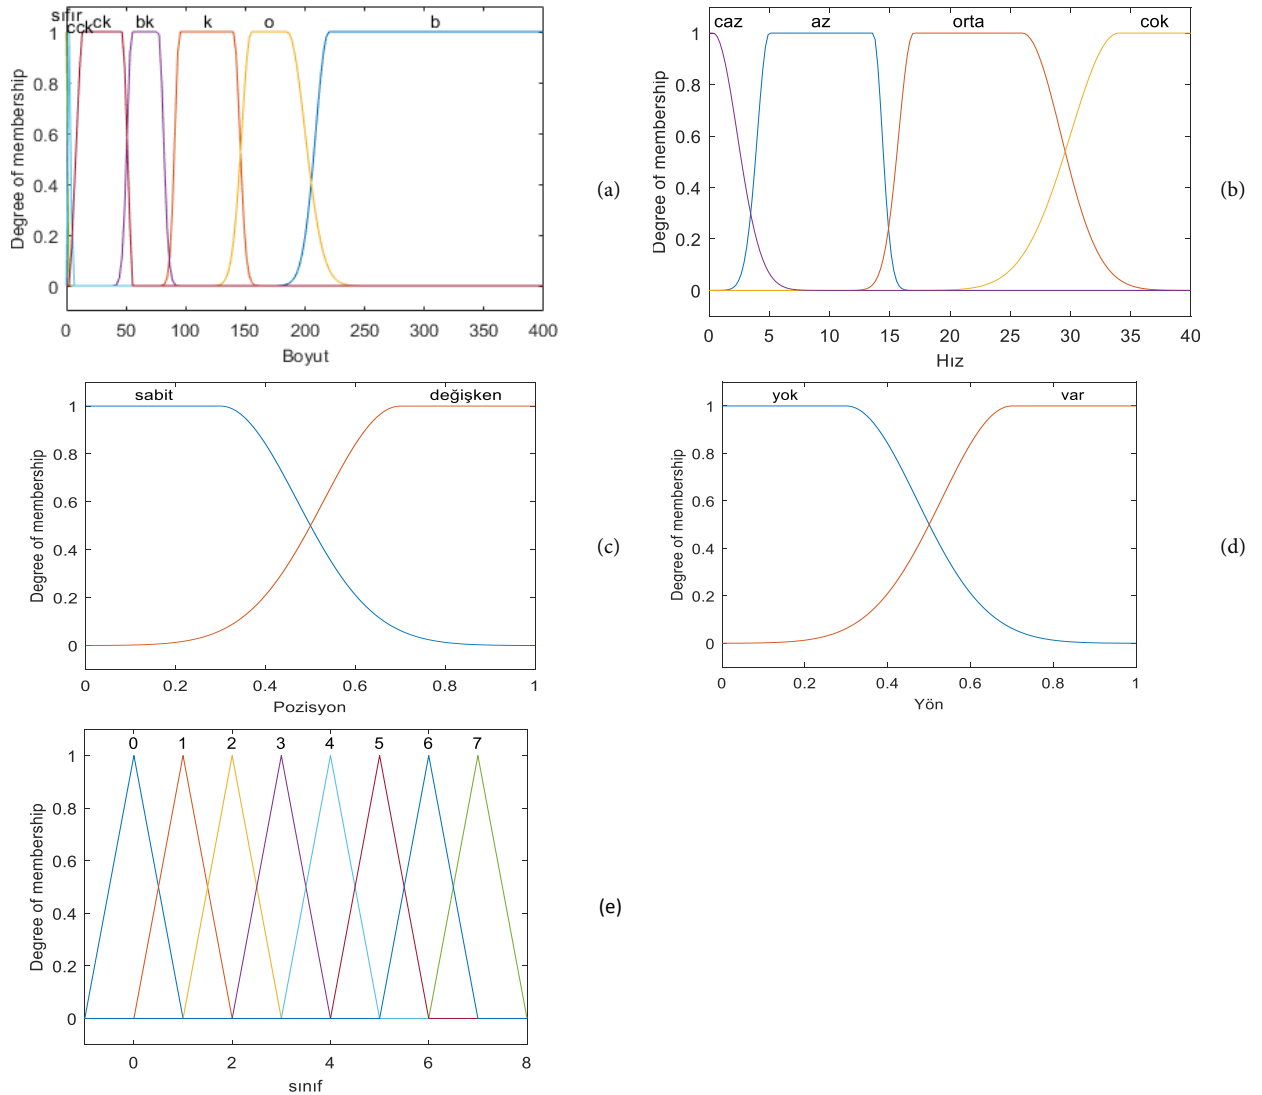 sıfır cck ck bk k o b
1
0.8
0.6
0.4
0.2
0
Degree of membership
0 50 100 150 200 250 300 350 400
Boyut
(a)
caz az orta cok
1
0.8
0.6
0.4
0.2
0
Degree of membership
0 5 10 15 20 25 30 35 40
Hız
(b)
sabit değişken
1
0.8
0.6
0.4
0.2
0
Degree of membership
0 0.2 0.4 0.6 0.8 1
Pozisyon
(c)
yok var
1
0.8
0.6
0.4
0.2
0
Degree of membership
0 0.2 0.4 0.6 0.8 1
Yön
(d)
0 1 2 3 4 5 6 7
1
0.8
0.6
0.4
0.2
0
Degree of membership
0 2 4 6 8
sınıf
(e)